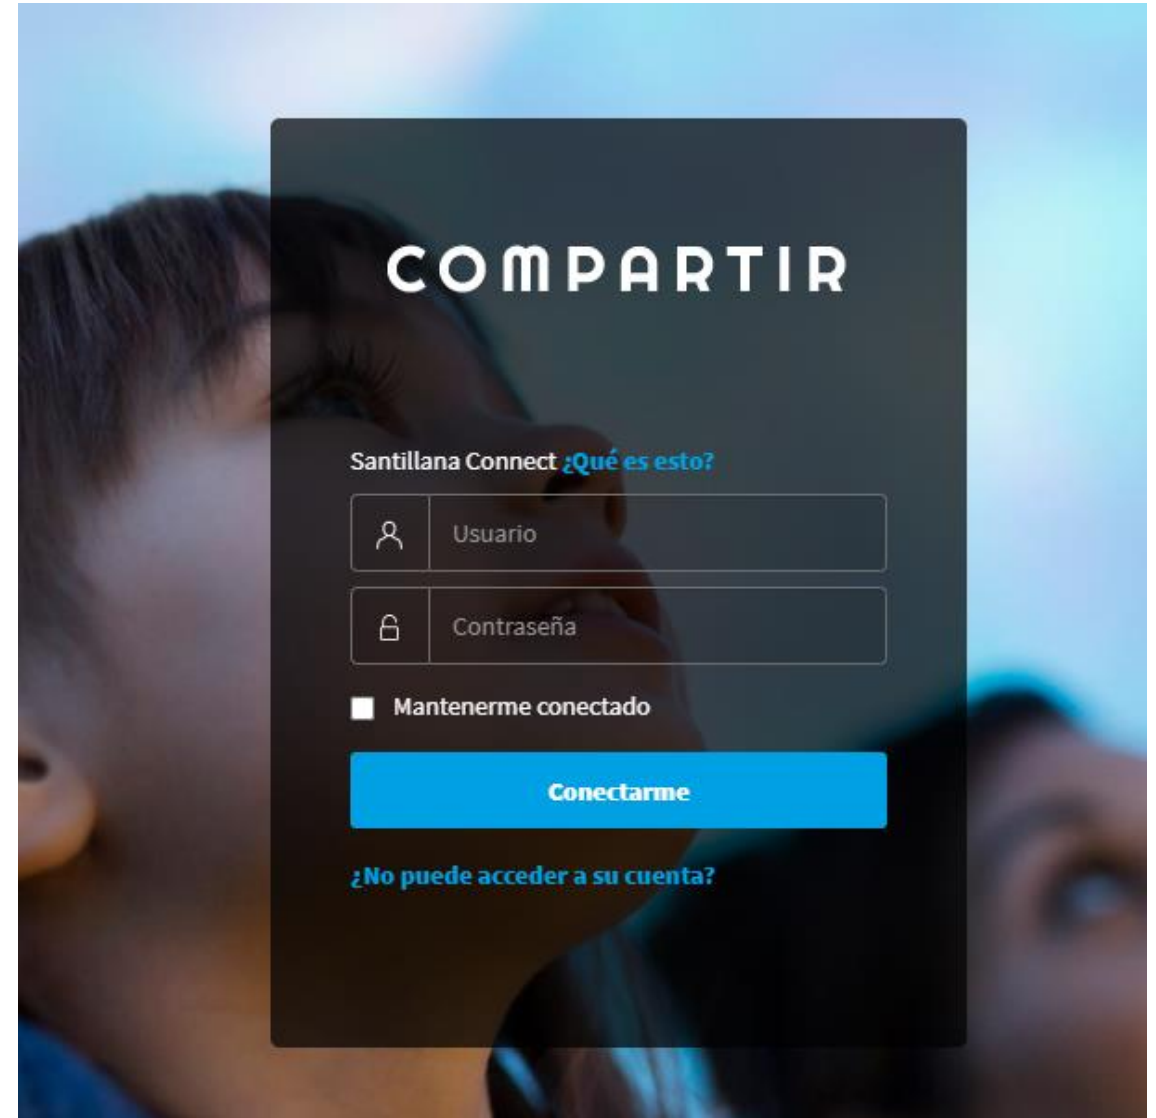 COMPARTIR
Santillana Connect ¿Qué es esto?
Usuario
Contraseña
Mantenerme conectado
Conectarme
¿No puede acceder a su cuenta?